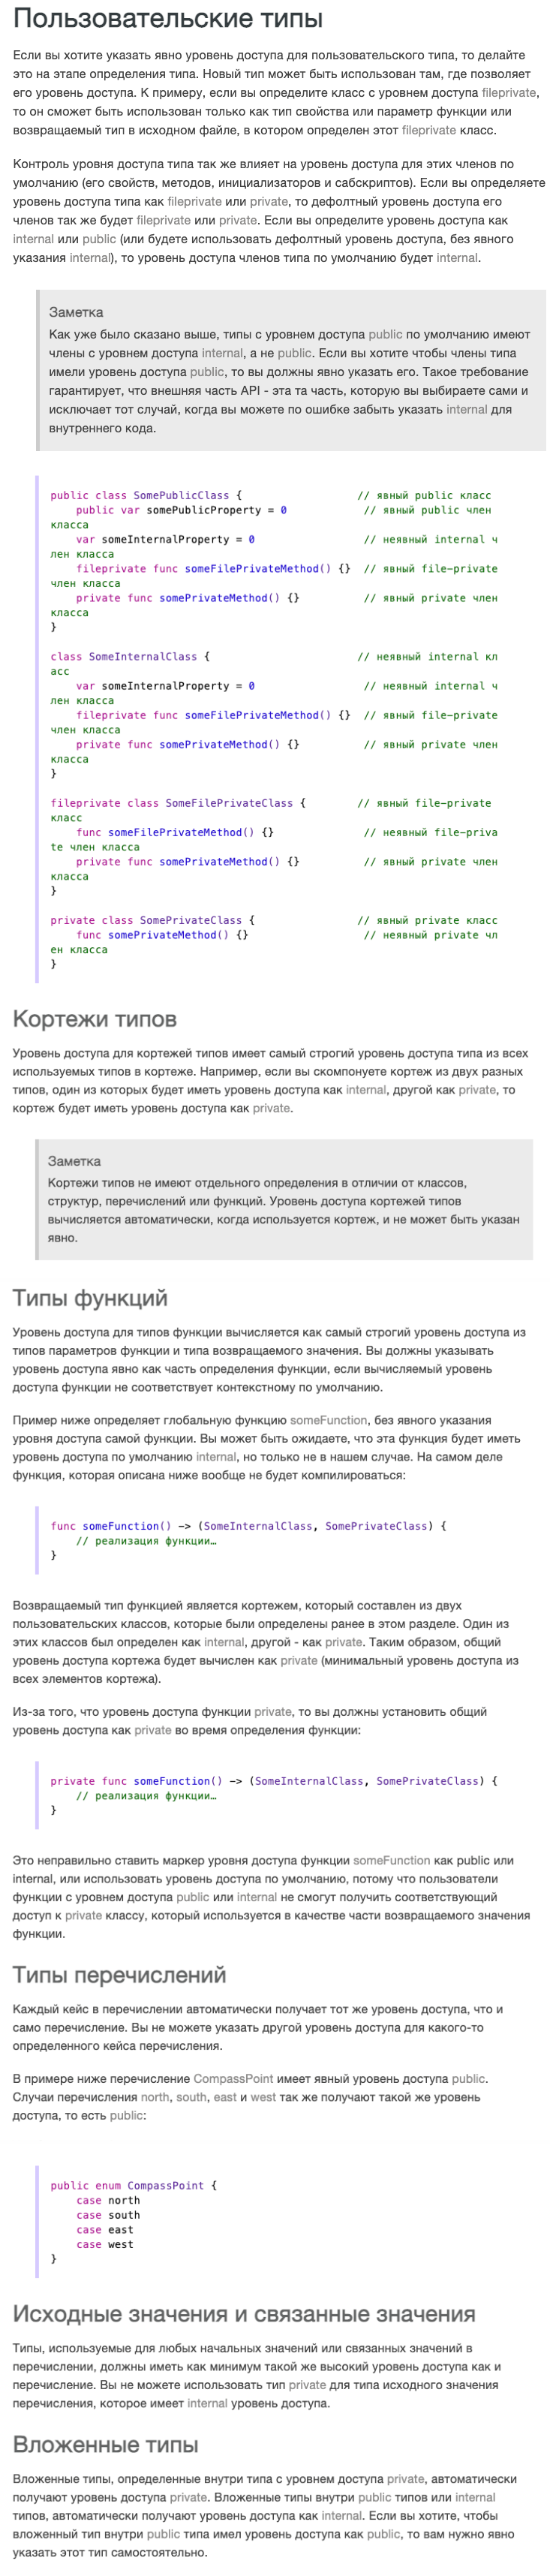 Пользовательские типы
Если вы хотите указать явно уровень доступа для пользовательского типа, то делайте
это на этапе определения типа. Новый тип может быть использован там, где позволяет
его уровень доступа. К примеру, если вы определите класс с уровнем доступа fileprivate,
то он сможет быть использован только как тип свойства или параметр функции или
возвращаемый тип в исходном файле, в котором определен этот fileprivate класс.
Контроль уровня доступа типа так же влияет на уровень доступа для этих членов по
умолчанию (его свойств, методов, инициализаторов и сабскриптов). Если вы определяете
уровень доступа типа как fileprivate или private, то дефолтный уровень доступа его
членов так же будет fileprivate или private. Если вы определите уровень доступа как
internal или public (или будете использовать дефолтный уровень доступа, без явного
указания internal), то уровень доступа членов типа по умолчанию будет internal.
Заметка
Как уже было сказано выше, типы с уровнем доступа public по умолчанию имеют
члены с уровнем доступа internal, а не public. Если вы хотите чтобы члены типа
имели уровень доступа public, то вы должны явно указать его. Такое требование
гарантирует, что внешняя часть API - эта та часть, которую вы выбираете сами и
исключает тот случай, когда вы можете по ошибке забыть указать internal для
внутреннего кода.
public class SomePublicClass {                  // явный public класс
    public var somePublicProperty = 0            // явный public член
класса
    var someInternalProperty = 0                 // неявный internal ч
лен класса
    fileprivate func someFilePrivateMethod() {}  // явный file-private
член класса
    private func somePrivateMethod() {}          // явный private член
класса
}
class SomeInternalClass {                       // неявный internal кл
асс
    var someInternalProperty = 0                 // неявный internal ч
лен класса
    fileprivate func someFilePrivateMethod() {}  // явный file-private
член класса
    private func somePrivateMethod() {}          // явный private член
класса
}
fileprivate class SomeFilePrivateClass {        // явный file-private
класс
    func someFilePrivateMethod() {}              // неявный file-priva
te член класса
    private func somePrivateMethod() {}          // явный private член
класса
}
private class SomePrivateClass {                // явный private класс
    func somePrivateMethod() {}                  // неявный private чл
ен класса
}
Кортежи типов
Уровень доступа для кортежей типов имеет самый строгий уровень доступа типа из всех
используемых типов в кортеже. Например, если вы скомпонуете кортеж из двух разных
типов, один из которых будет иметь уровень доступа как internal, другой как private, то
кортеж будет иметь уровень доступа как private.
Заметка
Кортежи типов не имеют отдельного определения в отличии от классов,
структур, перечислений или функций. Уровень доступа кортежей типов
вычисляется автоматически, когда используется кортеж, и не может быть указан
явно.
Типы функций
Уровень доступа для типов функции вычисляется как самый строгий уровень доступа из
типов параметров функции и типа возвращаемого значения. Вы должны указывать
уровень доступа явно как часть определения функции, если вычисляемый уровень
доступа функции не соответствует контекстному по умолчанию.
Пример ниже определяет глобальную функцию someFunction, без явного указания
уровня доступа самой функции. Вы может быть ожидаете, что эта функция будет иметь
уровень доступа по умолчанию internal, но только не в нашем случае. На самом деле
функция, которая описана ниже вообще не будет компилироваться:
func someFunction() -> (SomeInternalClass, SomePrivateClass) {
    // реализация функции…
}
Возвращаемый тип функцией является кортежем, который составлен из двух
пользовательских классов, которые были определены ранее в этом разделе. Один из
этих классов был определен как internal, другой - как private. Таким образом, общий
уровень доступа кортежа будет вычислен как private (минимальный уровень доступа из
всех элементов кортежа).
Из-за того, что уровень доступа функции private, то вы должны установить общий
уровень доступа как private во время определения функции:
private func someFunction() -> (SomeInternalClass, SomePrivateClass) {
    // реализация функции…
}
Это неправильно ставить маркер уровня доступа функции someFunction как public или
internal, или использовать уровень доступа по умолчанию, потому что пользователи
функции с уровнем доступа public или internal не смогут получить соответствующий
доступ к private классу, который используется в качестве части возвращаемого значения
функции.
Типы перечислений
Каждый кейс в перечислении автоматически получает тот же уровень доступа, что и
само перечисление. Вы не можете указать другой уровень доступа для какого-то
определенного кейса перечисления.
В примере ниже перечисление CompassPoint имеет явный уровень доступа public.
Случаи перечисления north, south, east и west так же получают такой же уровень
доступа, то есть public:
public enum CompassPoint {
    case north
    case south
    case east
    case west
}
Исходные значения и связанные значения
Типы, используемые для любых начальных значений или связанных значений в
перечислении, должны иметь как минимум такой же высокий уровень доступа как и
перечисление. Вы не можете использовать тип private для типа исходного значения
перечисления, которое имеет internal уровень доступа.
Вложенные типы
Вложенные типы, определенные внутри типа с уровнем доступа private, автоматически
получают уровень доступа private. Вложенные типы внутри public типов или internal
типов, автоматически получают уровень доступа как internal. Если вы хотите, чтобы
вложенный тип внутри public типа имел уровень доступа как public, то вам нужно явно
указать этот тип самостоятельно.